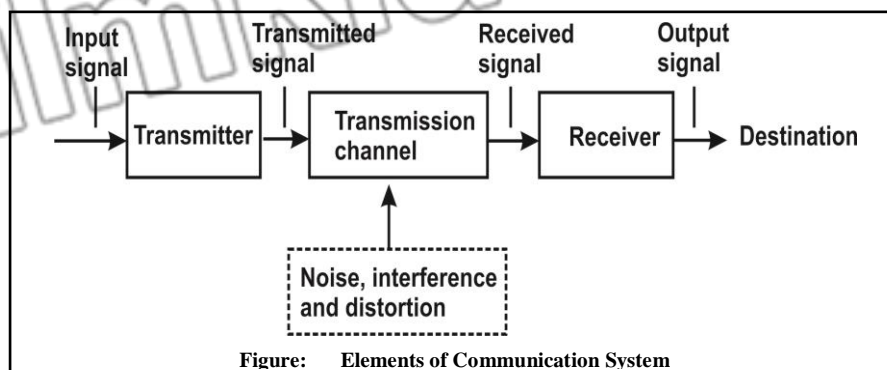 Input
signal
Transmitted
signal
Received
signal
Output
signal
Transmitter
Transmission
channel
Receiver
Destination
Noise, interference
and distortion
Figure: Elements of Communication System